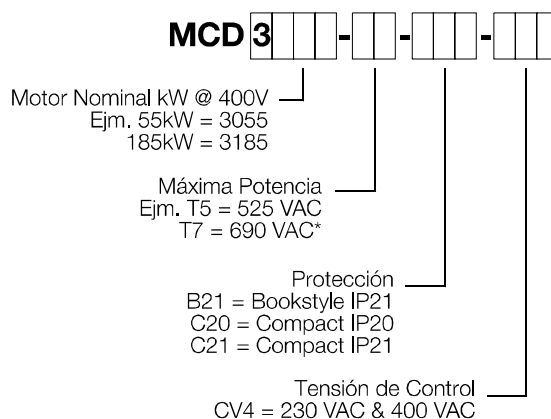 MCD 3 - - -
Motor Nominal kW @ 400V
Ejm. 55kW = 3055
185kW = 3185
Máxima Potencia
Ejm. T5 = 525 VAC
T7 = 690 VAC*
Protección
B21 = Bookstyle IP21
C20 = Compact IP20
C21 = Compact IP21
Tensión de Control
CV4 = 230 VAC & 400 VAC